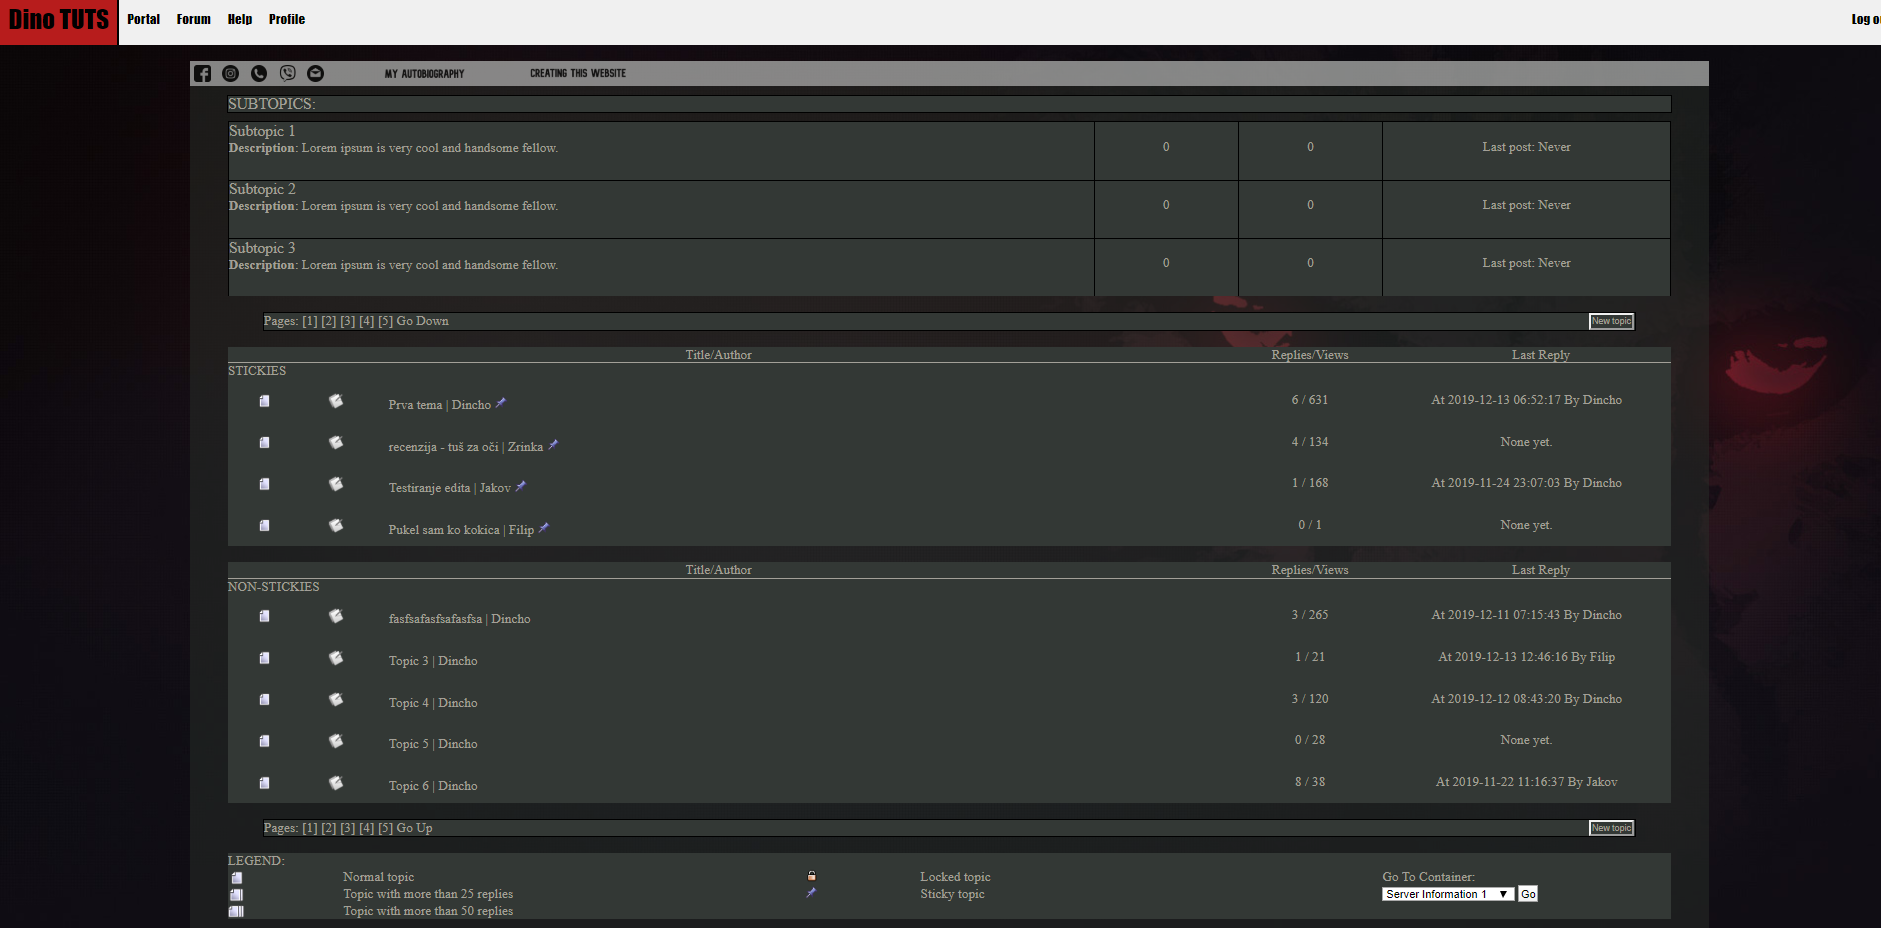 Dino TUTS Portal Forum Help Profile Log
MY AUTOBIOGRAPHY CREATING THIS WEBSITE
SUBTOPICS:
Subtopic 1
Description: Lorem ipsum is very cool and handsome fellow. 0 0 Last post: Never
Subtopic 2
Description: Lorem ipsum is very cool and handsome fellow. 0 0 Last post: Never
Subtopic 3
Description: Lorem ipsum is very cool and handsome fellow. 0 0 Last post: Never
Pages: [1] [2] [3] [4] [5] Go Down New topic
Title/Author Replies/Views Last Reply
STICKIES
Prva tema | Dincho 6 / 631 At 2019-12-13 06:52:17 By Dincho
recenzija - tuš za oči | Zrinka 4 / 134 None yet.
Testiranje edita | Jakov 1 / 168 At 2019-11-24 23:07:03 By Dincho
Pukel sam ko kokica | Filip 0 / 1 None yet.
Title/Author Replies/Views Last Reply
NON-STICKIES
fasfsafasfsafasfsa | Dincho 3 / 265 At 2019-12-11 07:15:43 By Dincho
Topic 3 | Dincho 1 / 21 At 2019-12-13 12:46:16 By Filip
Topic 4 | Dincho 3 / 120 At 2019-12-12 08:43:20 By Dincho
Topic 5 | Dincho 0 / 28 None yet.
Topic 6 | Dincho 8 / 38 At 2019-11-22 11:16:37 By Jakov
Pages: [1] [2] [3] [4] [5] Go Up New topic
LEGEND:
Normal topic Locked topic Go To Container:
Topic with more than 25 replies Sticky topic Server Information 1 Go
Topic with more than 50 replies